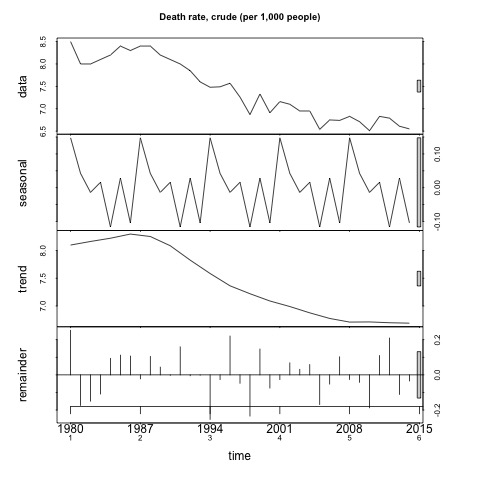 Death rate, crude (per 1,000 people)
data
6.5 7.0 7.5 8.0 8.5
seasonal
-0.10 0.00 0.10
trend
7.0 7.5 8.0
remainder
-0.2 0.0 0.2
1980 1987 1994 2001 2008 2015
1 2 3 4 5 6
time